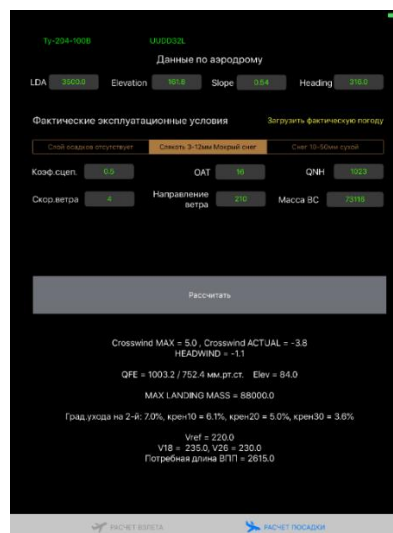 Ту-204-100В UUDD32L
Данные по аэродрому
LDA 3500.0 Elevation 181.8 Slope 0.54 Heading 316.0
Фактические эксплуатационные условия Загрузить фактическую погоду
Слой осадков отсутствует Слякоть 3-12мм Мокрый снег Снег 10-50мм сухой
Коэф.сцеп. 0.5 OAT 16 QNH 1023
Скор.ветра 4 Направление ветра 210 Масса ВС 73116
Рассчитать
Crosswind MAX = 5.0 , Crosswind ACTUAL = -3.8
HEADWIND = -1.1
QFE = 1003.2 / 752.4 мм.рт.ст. Elev = 84.0
MAX LANDING MASS = 88000.0
Град.ухода на 2-й: 7.0%, крен10 = 6.1%, крен20 = 5.0%, крен30 = 3.6%
Vref = 220.0
V18 = 235.0, V26 = 230.0
Потребная длина ВПП = 2615.0
РАСЧЕТ ВЗЛЕТА РАСЧЕТ ПОСАДКИ